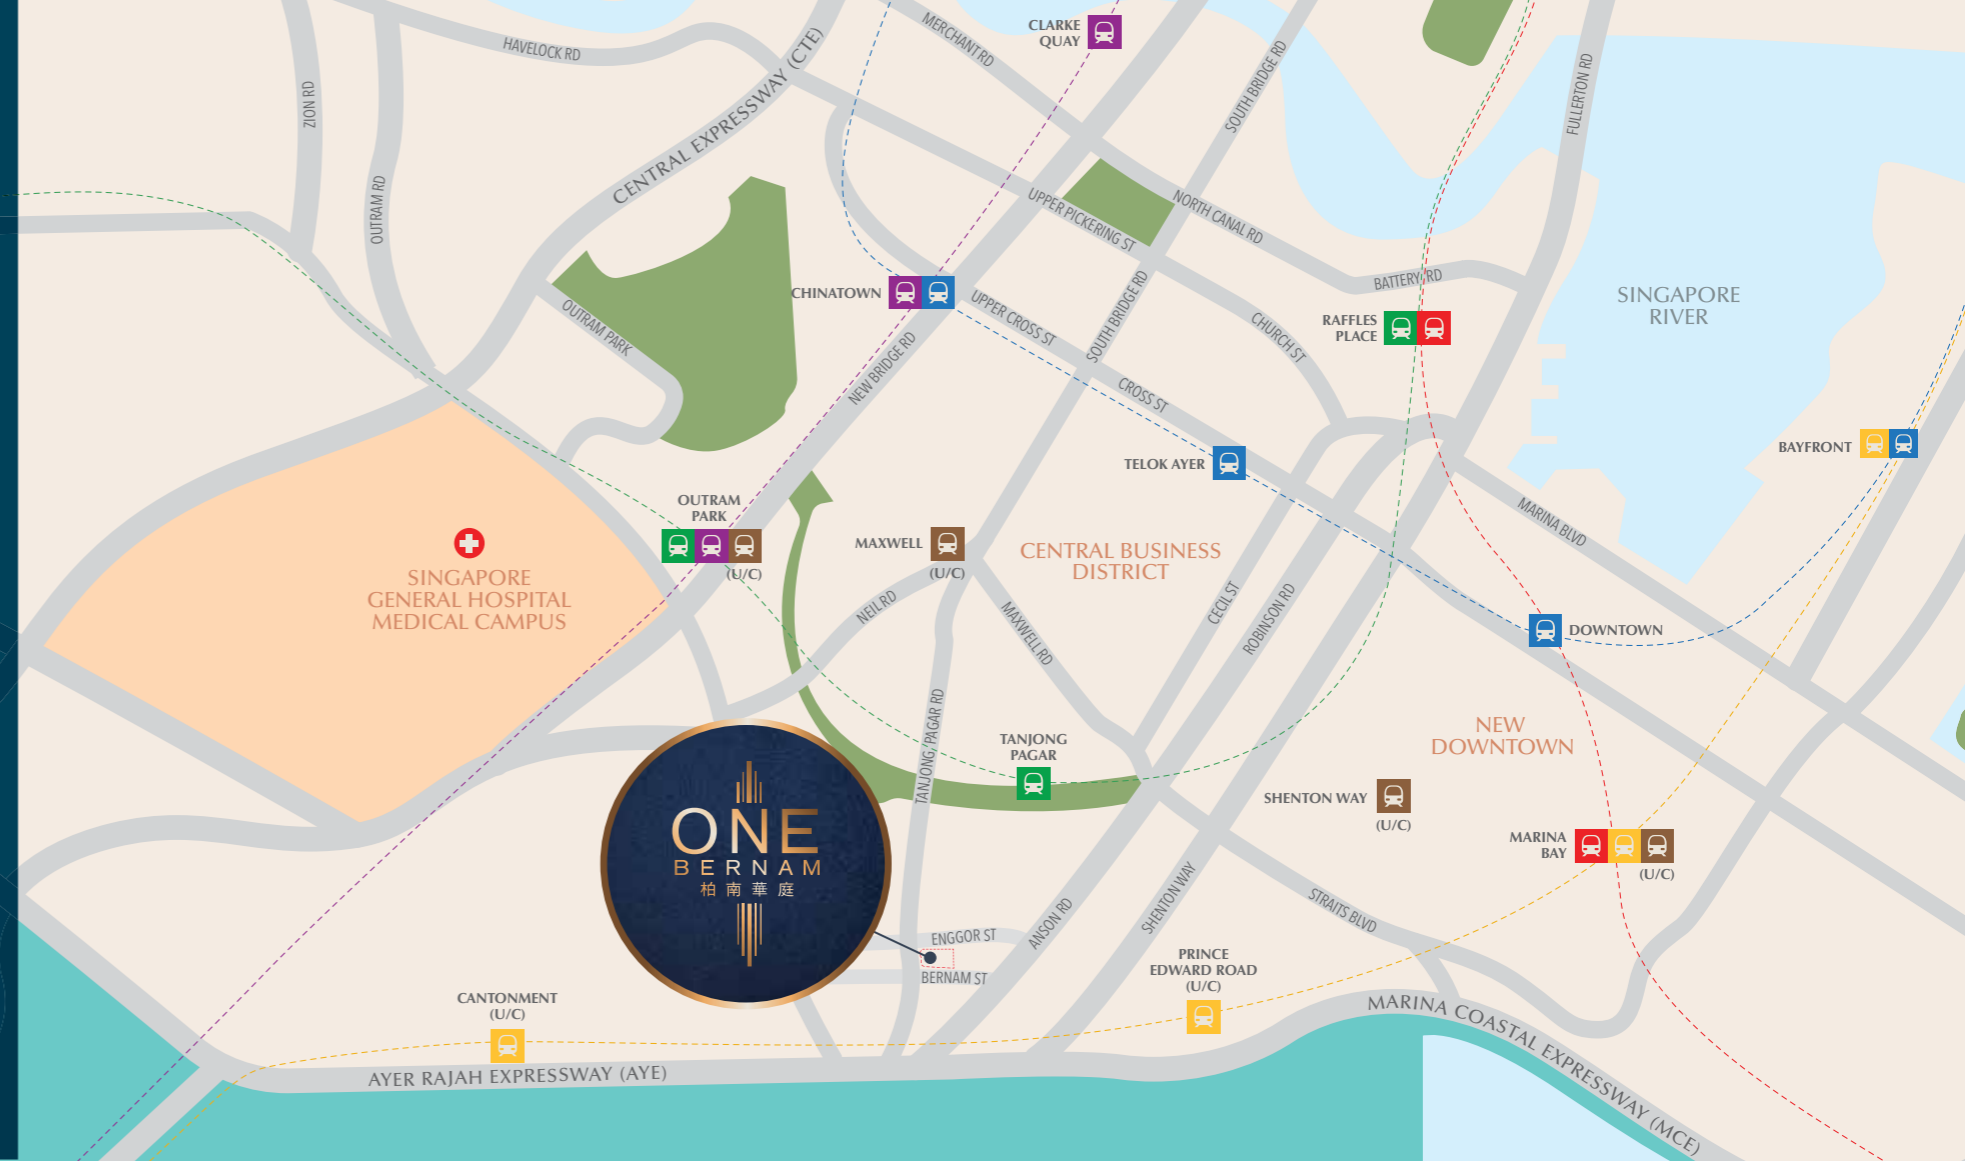 CLARKE
QUAY
MERCHANT RD
HAVELOCK RD
CENTRAL EXPRESSWAY (CTE)
ZION RD
OUTRAM RD
SOUTH BRIDGE RD
FULLERTON RD
UPPER PICKERING ST
NORTH CANAL RD
BATTERY RD
CHINATOWN
UPPER CROSS ST
SOUTH BRIDGE RD
CHURCH ST
RAFFLES
PLACE
SINGAPORE
RIVER
OUTRAM PARK
NEW BRIDGE RD
CROSS ST
TELOK AYER
BAYFRONT
OUTRAM
PARK
(U/C)
MAXWELL
(U/C)
CENTRAL BUSINESS
DISTRICT
MARINA BLVD
SINGAPORE
GENERAL HOSPITAL
MEDICAL CAMPUS
NEIL RD
MAXWELL RD
CECIL ST
ROBINSON RD
DOWNTOWN
TANJONG PAGAR RD
TANJONG
PAGAR
NEW
DOWNTOWN
SHENTON WAY
(U/C)
MARINA
BAY
(U/C)
ONE
BERNAM
柏南華庭
ENGGOR ST
BERNAM ST
ANSON RD
SHENTON WAY
STRAITS BLVD
PRINCE
EDWARD ROAD
(U/C)
CANTONMENT
(U/C)
AYER RAJAH EXPRESSWAY (AYE)
MARINA COASTAL EXPRESSWAY (MCE)